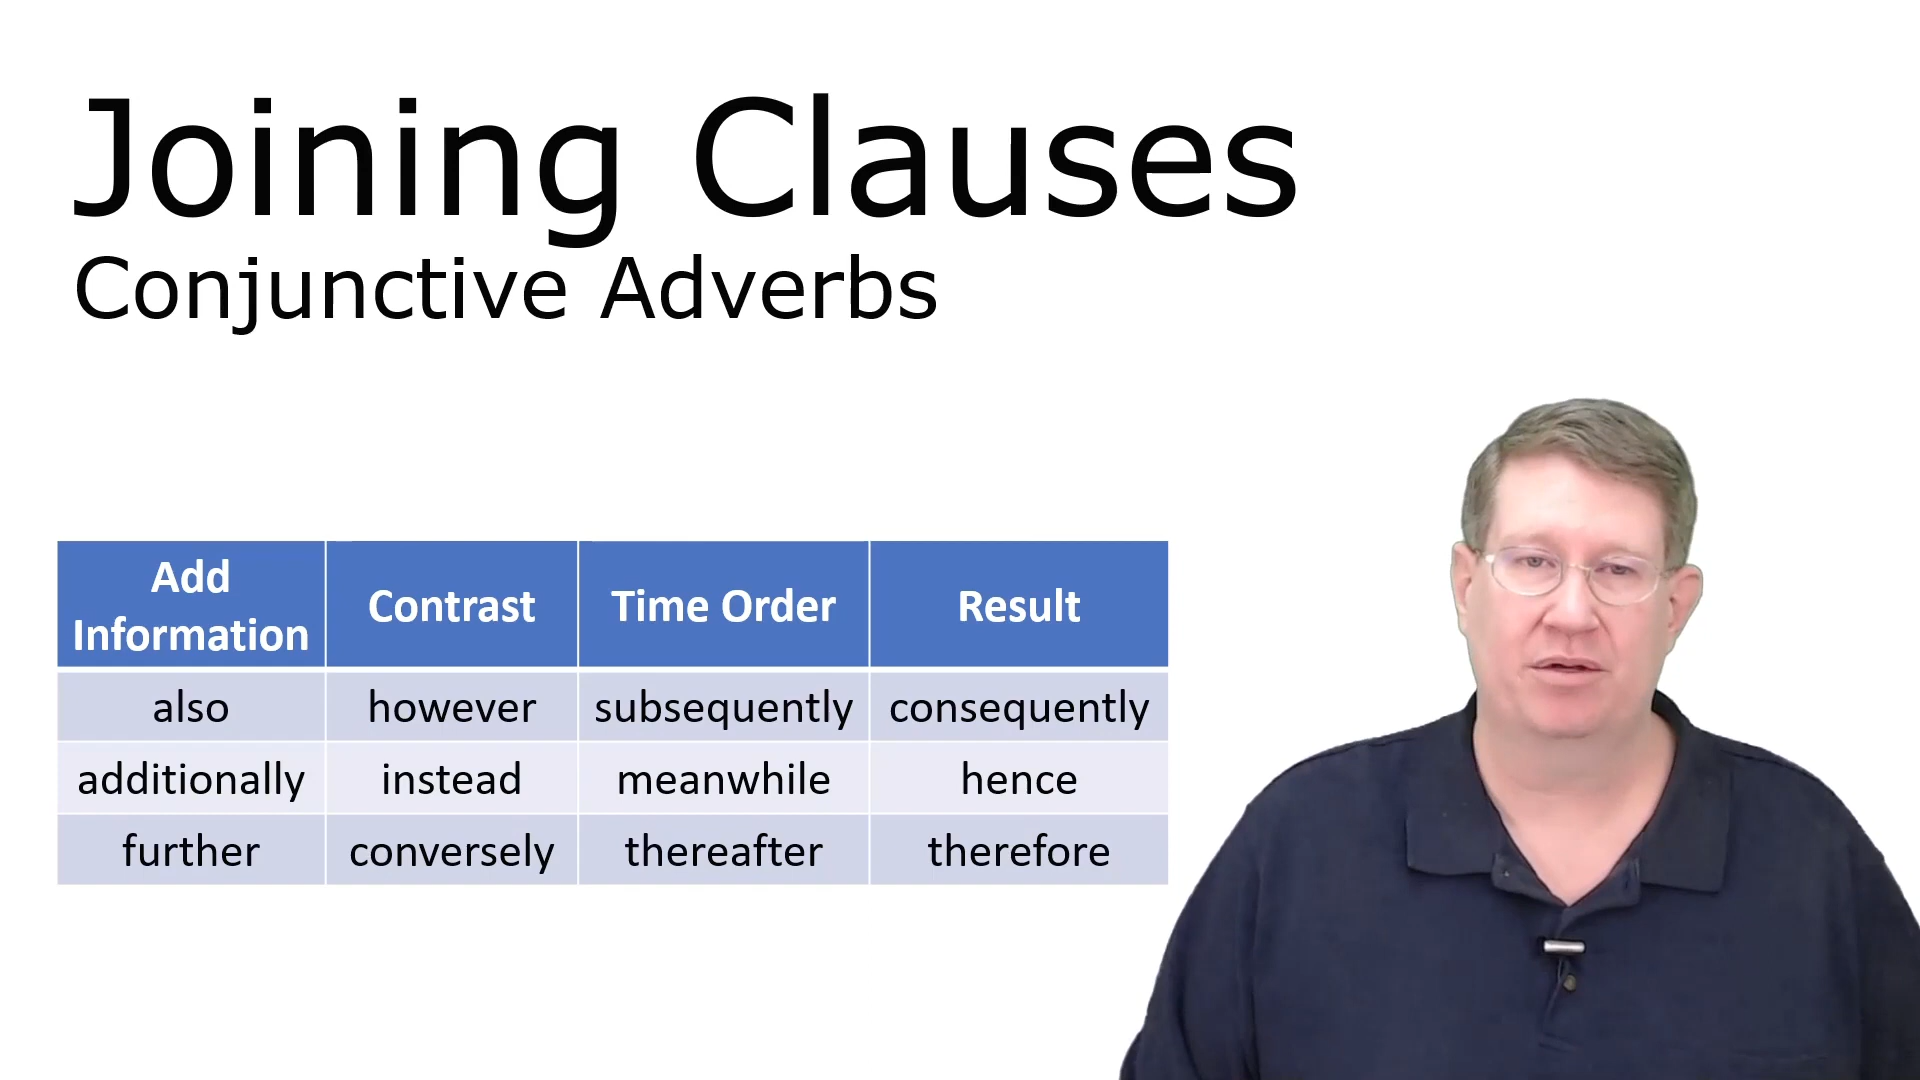 Joining Clauses
Conjunctive Adverbs
Add
Information
Contrast
Time Order
Result
also
however
subsequently
consequently
additionally
instead
meanwhile
hence
further
conversely
thereafter
therefore